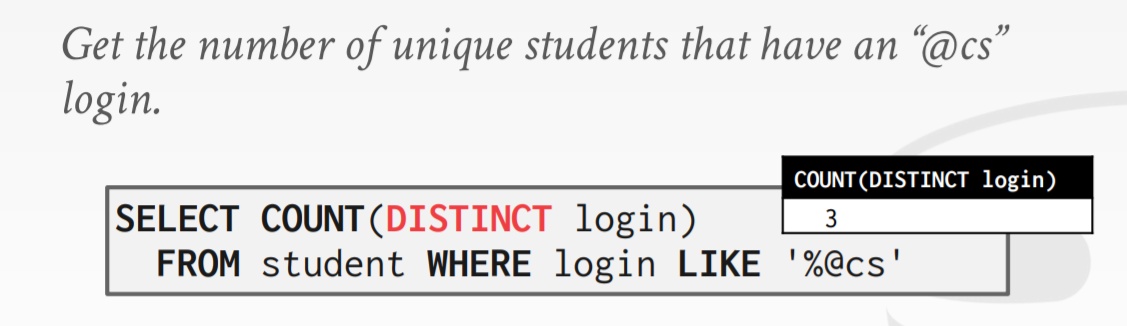 Get the number of unique students that have an “@cs”
login.
COUNT(DISTINCT login)
3
SELECT COUNT(DISTINCT login)
FROM student WHERE login LIKE '%@cs'